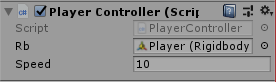 Player Controller (Scrip
Script PlayerController
Rb Player (Rigidbody
Speed 10